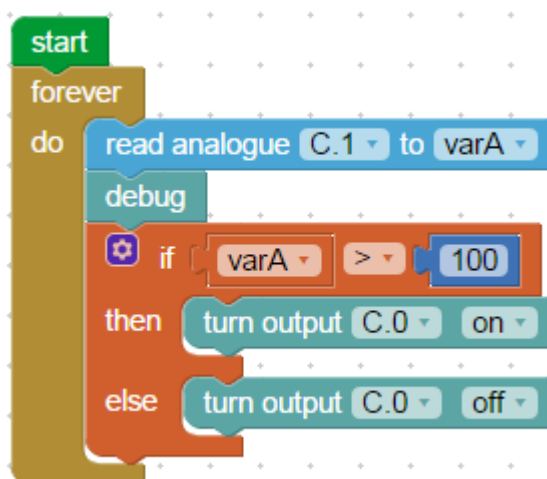 start
forever
do read analogue C.1 to varA
debug
if varA > 100
then turn output C.0 on
else turn output C.0 off